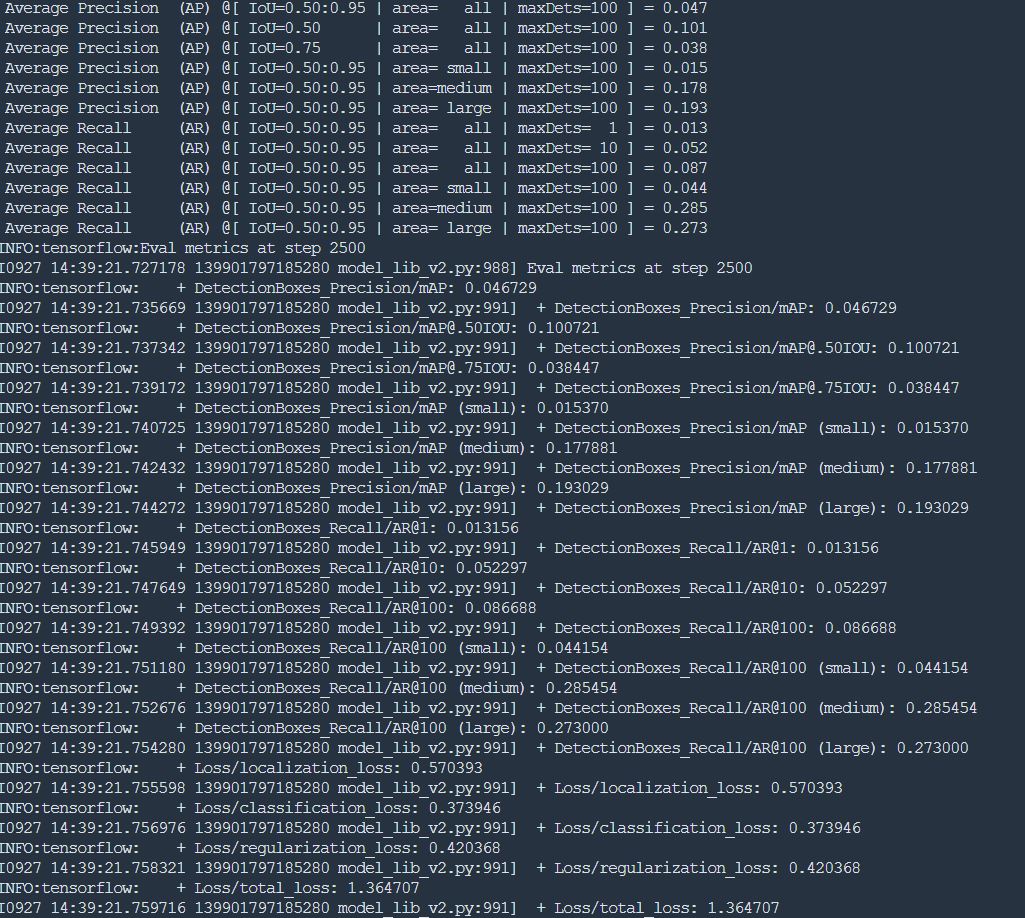 Average Precision  (AP) @[ IoU=0.50:0.95 | area=   all | maxDets=100 ] = 0.047
Average Precision  (AP) @[ IoU=0.50      | area=   all | maxDets=100 ] = 0.101
Average Precision  (AP) @[ IoU=0.75      | area=   all | maxDets=100 ] = 0.038
Average Precision  (AP) @[ IoU=0.50:0.95 | area= small | maxDets=100 ] = 0.015
Average Precision  (AP) @[ IoU=0.50:0.95 | area=medium | maxDets=100 ] = 0.178
Average Precision  (AP) @[ IoU=0.50:0.95 | area= large | maxDets=100 ] = 0.193
Average Recall     (AR) @[ IoU=0.50:0.95 | area=   all | maxDets=  1 ] = 0.013
Average Recall     (AR) @[ IoU=0.50:0.95 | area=   all | maxDets= 10 ] = 0.052
Average Recall     (AR) @[ IoU=0.50:0.95 | area=   all | maxDets=100 ] = 0.087
Average Recall     (AR) @[ IoU=0.50:0.95 | area= small | maxDets=100 ] = 0.044
Average Recall     (AR) @[ IoU=0.50:0.95 | area=medium | maxDets=100 ] = 0.285
Average Recall     (AR) @[ IoU=0.50:0.95 | area= large | maxDets=100 ] = 0.273
INFO:tensorflow:Eval metrics at step 2500
I0927 14:39:21.727178 139901797185280 model_lib_v2.py:988] Eval metrics at step 2500
INFO:tensorflow:    + DetectionBoxes_Precision/mAP: 0.046729
I0927 14:39:21.735669 139901797185280 model_lib_v2.py:991]  + DetectionBoxes_Precision/mAP: 0.046729
INFO:tensorflow:    + DetectionBoxes_Precision/mAP@.50IOU: 0.100721
I0927 14:39:21.737342 139901797185280 model_lib_v2.py:991]  + DetectionBoxes_Precision/mAP@.50IOU: 0.100721
INFO:tensorflow:    + DetectionBoxes_Precision/mAP@.75IOU: 0.038447
I0927 14:39:21.739172 139901797185280 model_lib_v2.py:991]  + DetectionBoxes_Precision/mAP@.75IOU: 0.038447
INFO:tensorflow:    + DetectionBoxes_Precision/mAP (small): 0.015370
I0927 14:39:21.740725 139901797185280 model_lib_v2.py:991]  + DetectionBoxes_Precision/mAP (small): 0.015370
INFO:tensorflow:    + DetectionBoxes_Precision/mAP (medium): 0.177881
I0927 14:39:21.742432 139901797185280 model_lib_v2.py:991]  + DetectionBoxes_Precision/mAP (medium): 0.177881
INFO:tensorflow:    + DetectionBoxes_Precision/mAP (large): 0.193029
I0927 14:39:21.744272 139901797185280 model_lib_v2.py:991]  + DetectionBoxes_Precision/mAP (large): 0.193029
INFO:tensorflow:    + DetectionBoxes_Recall/AR@1: 0.013156
I0927 14:39:21.745949 139901797185280 model_lib_v2.py:991]  + DetectionBoxes_Recall/AR@1: 0.013156
INFO:tensorflow:    + DetectionBoxes_Recall/AR@10: 0.052297
I0927 14:39:21.747649 139901797185280 model_lib_v2.py:991]  + DetectionBoxes_Recall/AR@10: 0.052297
INFO:tensorflow:    + DetectionBoxes_Recall/AR@100: 0.086688
I0927 14:39:21.749392 139901797185280 model_lib_v2.py:991]  + DetectionBoxes_Recall/AR@100: 0.086688
INFO:tensorflow:    + DetectionBoxes_Recall/AR@100 (small): 0.044154
I0927 14:39:21.751180 139901797185280 model_lib_v2.py:991]  + DetectionBoxes_Recall/AR@100 (small): 0.044154
INFO:tensorflow:    + DetectionBoxes_Recall/AR@100 (medium): 0.285454
I0927 14:39:21.752676 139901797185280 model_lib_v2.py:991]  + DetectionBoxes_Recall/AR@100 (medium): 0.285454
INFO:tensorflow:    + DetectionBoxes_Recall/AR@100 (large): 0.273000
I0927 14:39:21.754280 139901797185280 model_lib_v2.py:991]  + DetectionBoxes_Recall/AR@100 (large): 0.273000
INFO:tensorflow:    + Loss/localization_loss: 0.570393
I0927 14:39:21.755598 139901797185280 model_lib_v2.py:991]  + Loss/localization_loss: 0.570393
INFO:tensorflow:    + Loss/classification_loss: 0.373946
I0927 14:39:21.756976 139901797185280 model_lib_v2.py:991]  + Loss/classification_loss: 0.373946
INFO:tensorflow:    + Loss/regularization_loss: 0.420368
I0927 14:39:21.758321 139901797185280 model_lib_v2.py:991]  + Loss/regularization_loss: 0.420368
INFO:tensorflow:    + Loss/total_loss: 1.364707
I0927 14:39:21.759716 139901797185280 model_lib_v2.py:991]  + Loss/total_loss: 1.364707